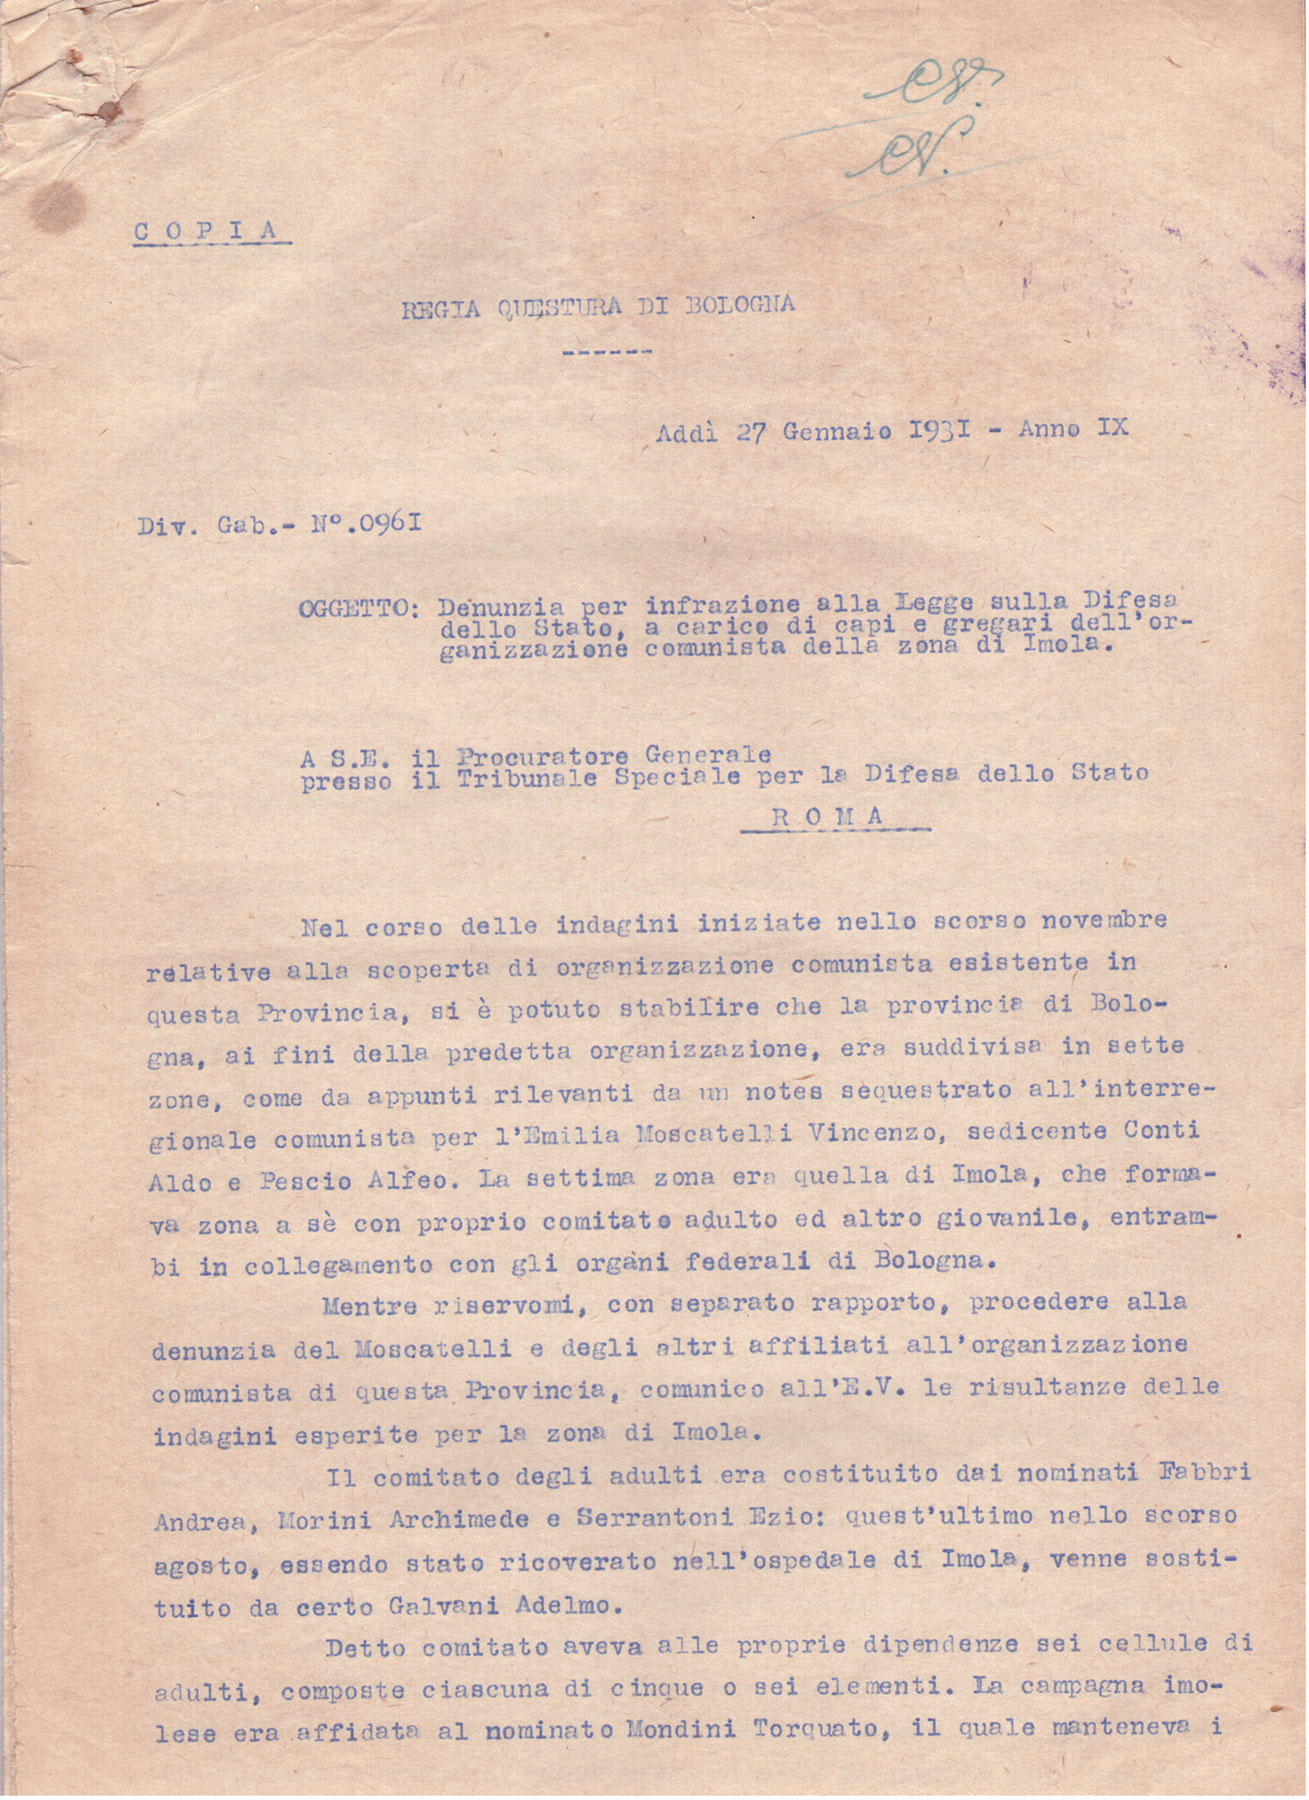 C O P I A
REGIA QUESTURA DI BOLOGNA
------
Addì 27 Gennaio I93I - Anno IX
Div. Gab.- N°.096I
OGGETTO: Denunzia per infrazione alla Legge sulla Difesa
dello Stato, a carico di capi e gregari dell'or-
ganizzazione comunista della zona di Imola.
A S.E. il Procuratore Generale
presso il Tribunale Speciale per la Difesa dello Stato
R O M A
Nel corso delle indagini iniziate nello scorso novembre
relative alla scoperta di organizzazione comunista esistente in
questa Provincia, si è potuto stabilire che la provincia di Bolo-
gna, ai fini della predetta organizzazione, era suddivisa in sette
zone, come da appunti rilevanti da un notes sequestrato all'interre-
gionale comunista per l'Emilia Moscatelli Vincenzo, sedicente Conti
Aldo e Pescio Alfeo. La settima zona era quella di Imola, che forma-
va zona a sè con proprio comitato adulto ed altro giovanile, entram-
bi in collegamento con gli organi federali di Bologna.
Mentre riservomi, con separato rapporto, procedere alla
denunzia del Moscatelli e degli altri affiliati all'organizzazione
comunista di questa Provincia, comunico all'E.V. le risultanze delle
indagini esperite per la zona di Imola.
Il comitato degli adulti era costituito dai nominati Fabbri
Andrea, Morini Archimede e Serrantoni Ezio: quest'ultimo nello scorso
agosto, essendo stato ricoverato nell'ospedale di Imola, venne sosti-
tuito da certo Galvani Adelmo.
Detto comitato aveva alle proprie dipendenze sei cellule di
adulti, composte ciascuna di cinque o sei elementi. La campagna imo-
lese era affidata al nominato Mondini Torquato, il quale manteneva i